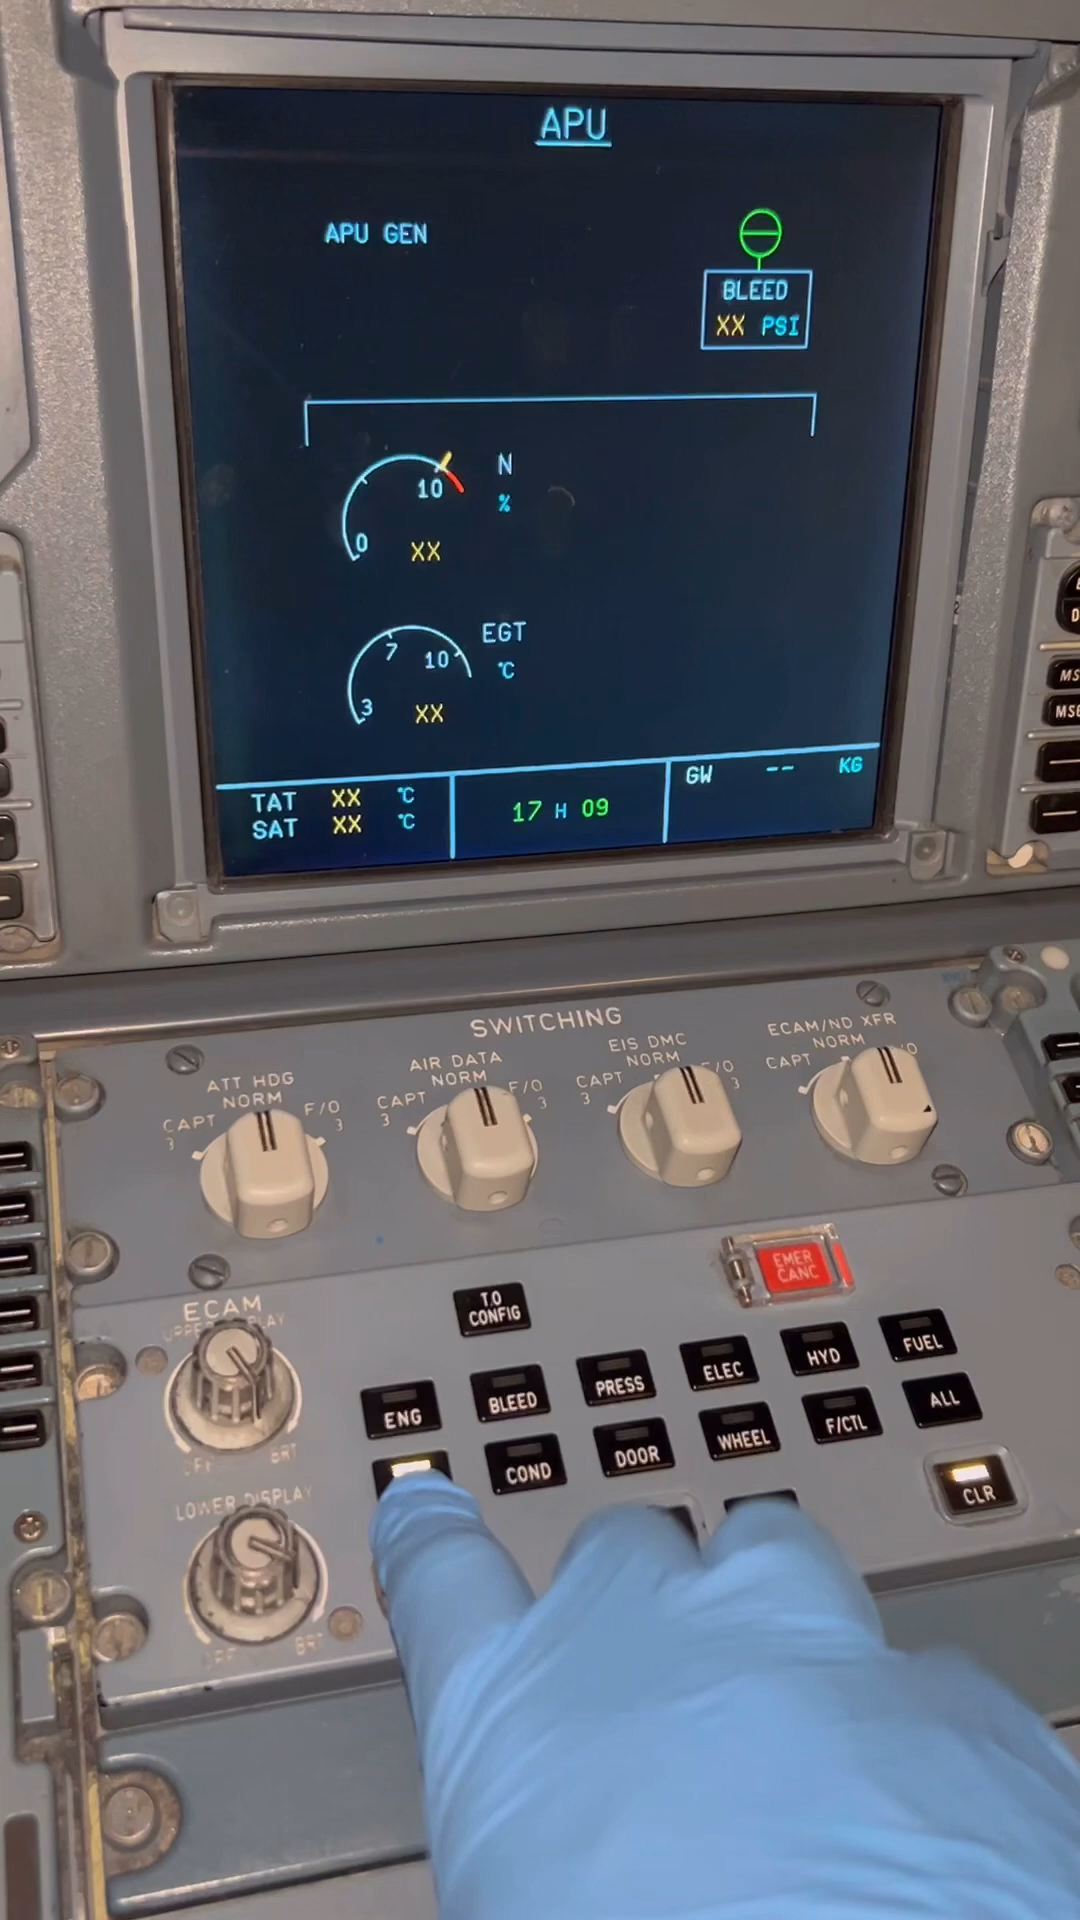 APU
APU GEN
BLEED
XX PSI
N
10
%
0
XX
EGT
7
10
°C
3
XX
TAT XX °C
SAT XX °C
17 H 09
GW -- KG
MS
SWITCHING
ATT HDG
NORM
CAPT
F/O
3
3
AIR DATA
NORM
CAPT
F/O
3
3
EIS DMC
NORM
CAPT
/O
3
3
ECAM/ND XFR
NORM
CAPT
/O
EMER
CANC
ECAM
UPPER DISPLAY
OFF
BRT
T.O
CONFIG
ENG
BLEED
PRESS
ELEC
HYD
FUEL
COND
DOOR
WHEEL
F/CTL
ALL
CLR
LOWER DISPLAY
OFF
BRT